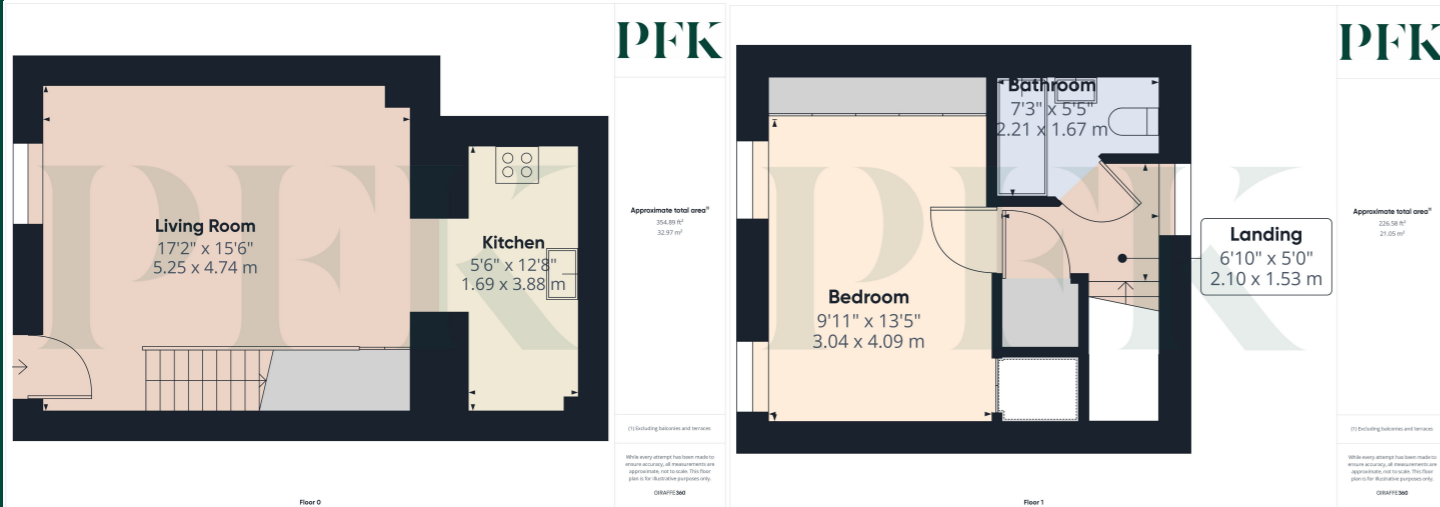 PFK
Living Room
17'2" x 15'6"
5.25 x 4.74 m
Kitchen
5'6" x 12'8"
1.69 x 3.88 m
PFK
Approximate total area⁽¹⁾
354.89 ft²
32.97 m²
(1) Excluding balconies and terraces
While every attempt has been made to
ensure accuracy, all measurements are
approximate, not to scale. This floor
plan is for illustrative purposes only.
GIRAFFE360
Floor 0
PFK
Bathroom
7'3" x 5'5"
2.21 x 1.67 m
Bedroom
9'11" x 13'5"
3.04 x 4.09 m
Landing
6'10" x 5'0"
2.10 x 1.53 m
PFK
Approximate total area⁽¹⁾
226.58 ft²
21.05 m²
(1) Excluding balconies and terraces
While every attempt has been made to
ensure accuracy, all measurements are
approximate, not to scale. This floor
plan is for illustrative purposes only.
GIRAFFE360
Floor 1